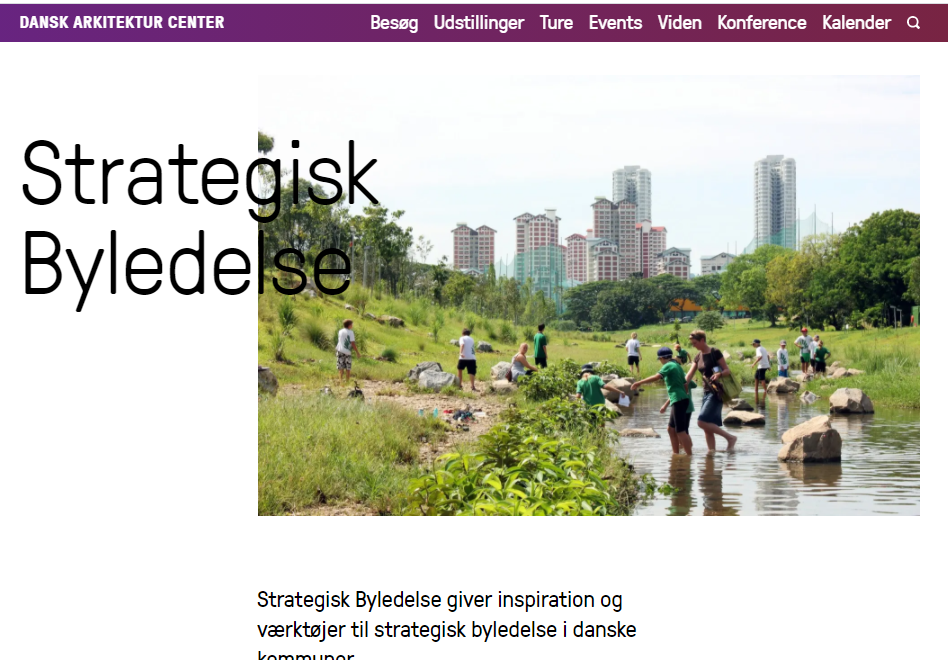 DANSK ARKITEKTUR CENTER
Besøg Udstillinger Ture Events Viden Konference Kalender
Strategisk
Byledelse
Strategisk Byledelse giver inspiration og
værktøjer til strategisk byledelse i danske
kommuner